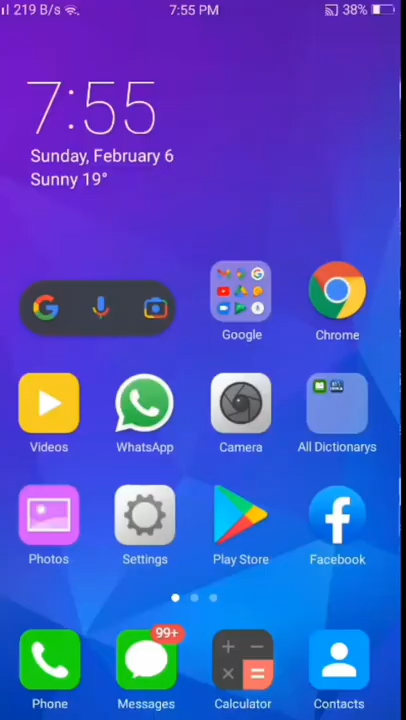 219 B/s
7:55 PM
38%
7:55
Sunday, February 6
Sunny 19°
Google
Chrome
Videos
WhatsApp
Camera
All Dictionarys
Photos
Settings
Play Store
Facebook
99+
Phone
Messages
Calculator
Contacts